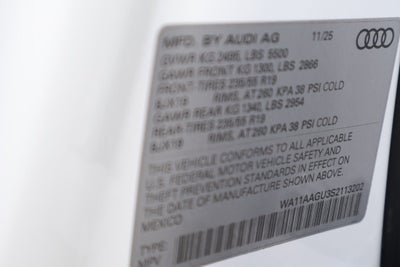 MFD. BY AUDI AG 11/25
GVWR KG 2495, LBS 5500
GAWR FRONT KG 1300, LBS 2866
FRONT-TIRES 235/55 R19
8Jx19 RIMS, AT 260 KPA 38 PSI COLD
GAWR REAR KG 1340, LBS 2954
REAR-TIRES 235/55 R19
8Jx19 RIMS, AT 260 KPA 38 PSI COLD
THIS VEHICLE CONFORMS TO ALL APPLICABLE
U.S. FEDERAL MOTOR VEHICLE SAFETY AND
THEFT PREVENTION STANDARDS IN EFFECT ON
THE DATE OF MANUFACTURE SHOWN ABOVE.
MEXICO WA11AAGU3S2113202
TYPE:
MPV